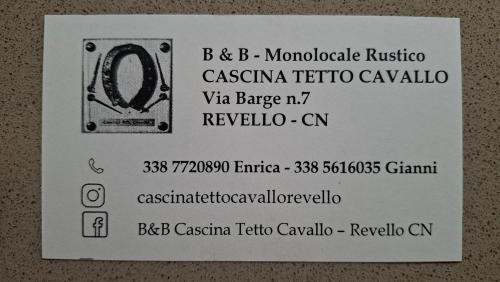 B & B - Monolocale Rustico
CASCINA TETTO CAVALLO
Via Barge n.7
REVELLO - CN
338 7720890 Enrica - 338 5616035 Gianni
cascinatettocavallorevello
B&B Cascina Tetto Cavallo – Revello CN